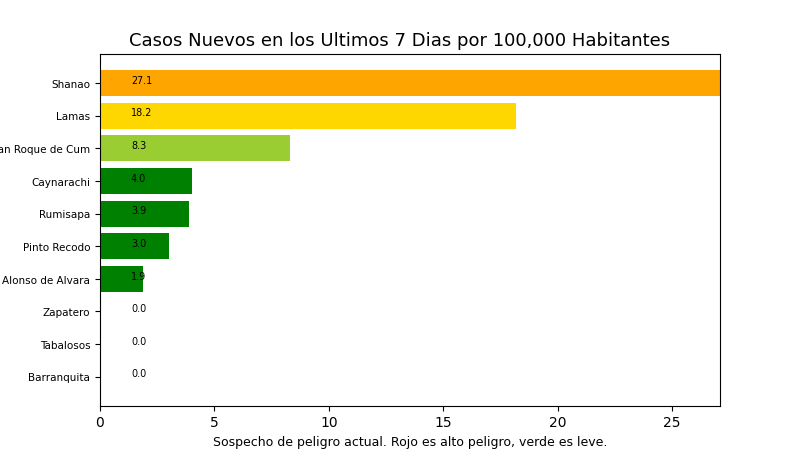 Casos Nuevos en los Ultimos 7 Dias por 100,000 Habitantes
Shanao 27.1
Lamas 18.2
an Roque de Cum 8.3
Caynarachi 4.0
Rumisapa 3.9
Pinto Recodo 3.0
Alonso de Alvara 1.9
Zapatero 0.0
Tabalosos 0.0
Barranquita 0.0
0 5 10 15 20 25
Sospecho de peligro actual. Rojo es alto peligro, verde es leve.